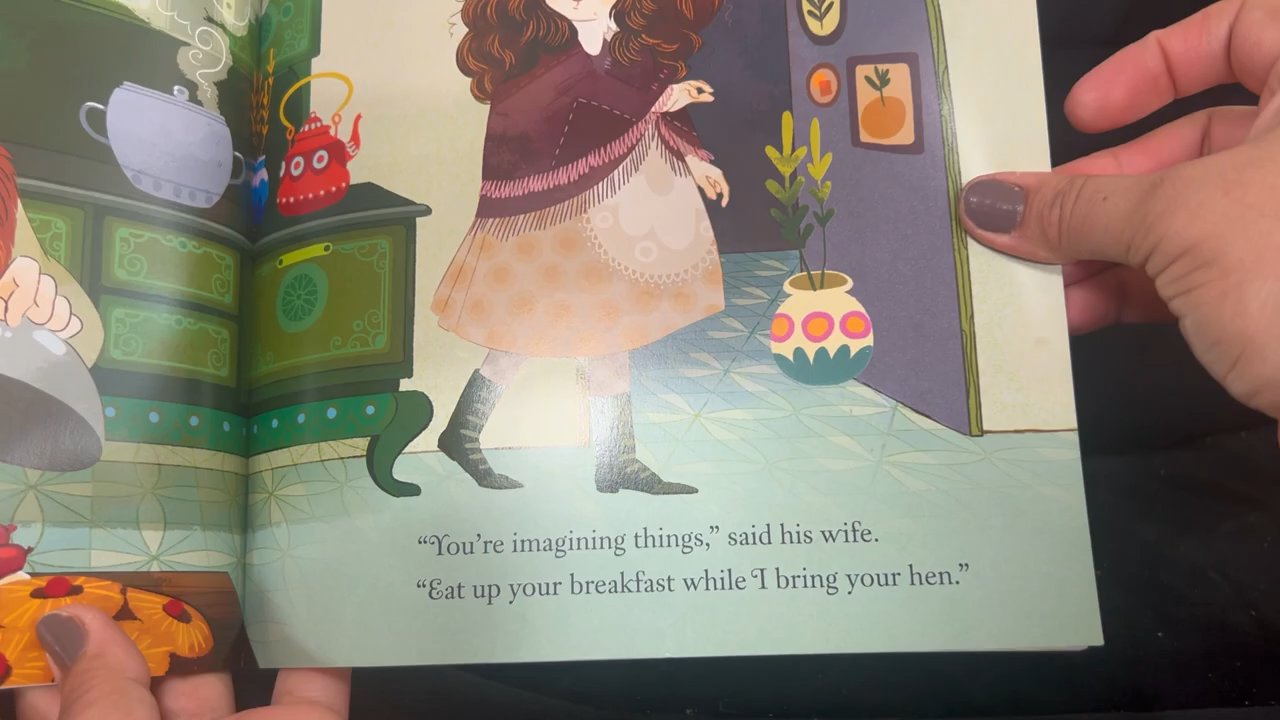 “You’re imagining things,” said his wife.
“Eat up your breakfast while I bring your hen.”